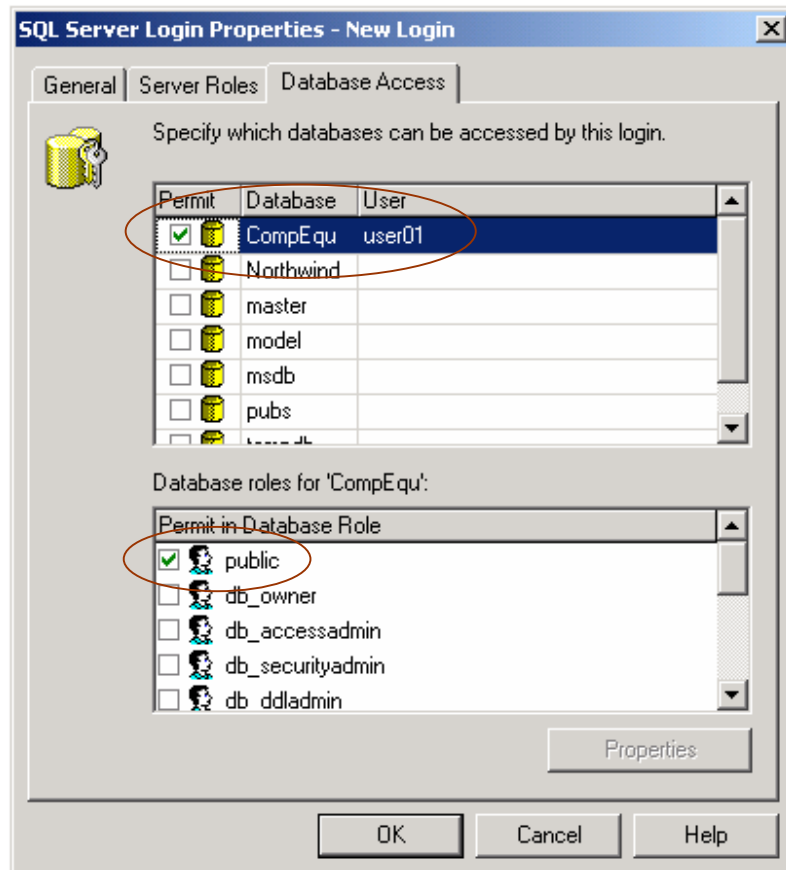 SQL Server Login Properties - New Login
General Server Roles Database Access
Specify which databases can be accessed by this login.
Permit Database User
CompEqu user01
Northwind
master
model
msdb
pubs
tempdb
Database roles for 'CompEqu':
Permit in Database Role
public
db_owner
db_accessadmin
db_securityadmin
db_ddladmin
Properties
OK Cancel Help